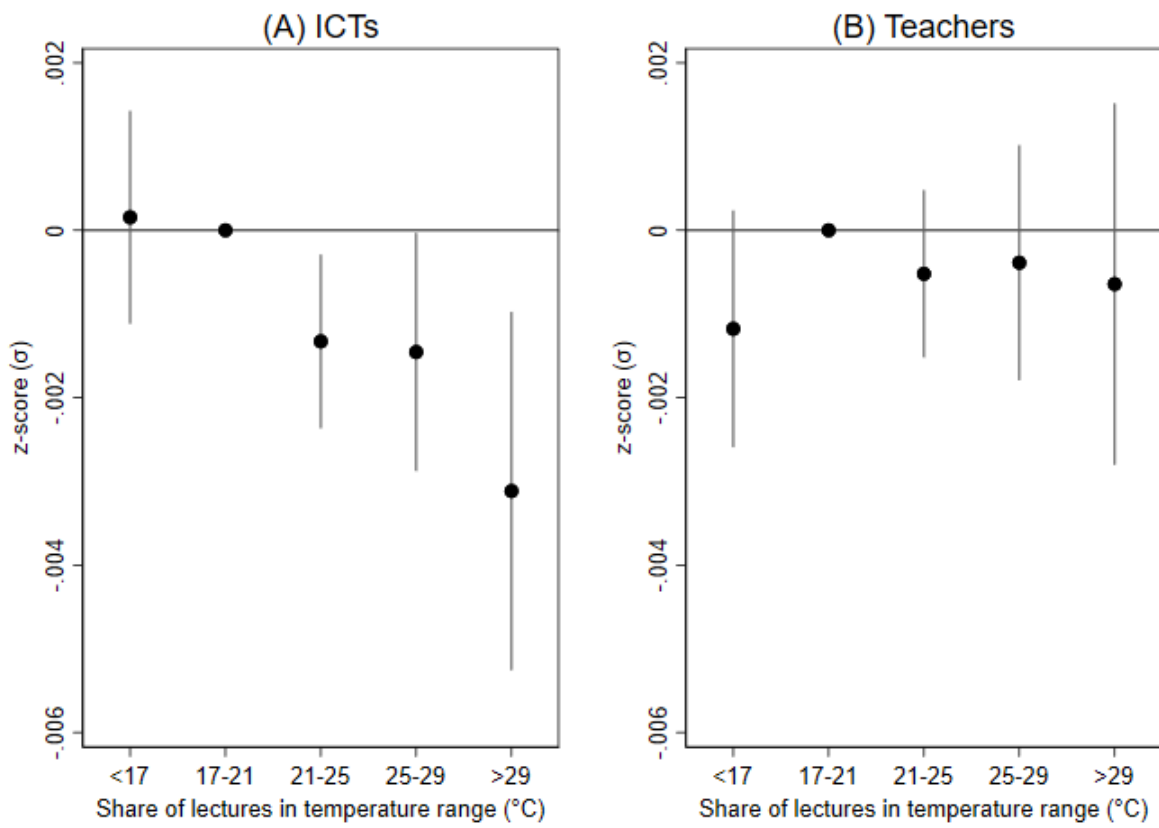 (A) ICTs
.002
0
-.002
-.004
-.006
z-score (σ)
<17 17-21 21-25 25-29 >29
Share of lectures in temperature range (°C)
(B) Teachers
.002
0
-.002
-.004
-.006
z-score (σ)
<17 17-21 21-25 25-29 >29
Share of lectures in temperature range (°C)